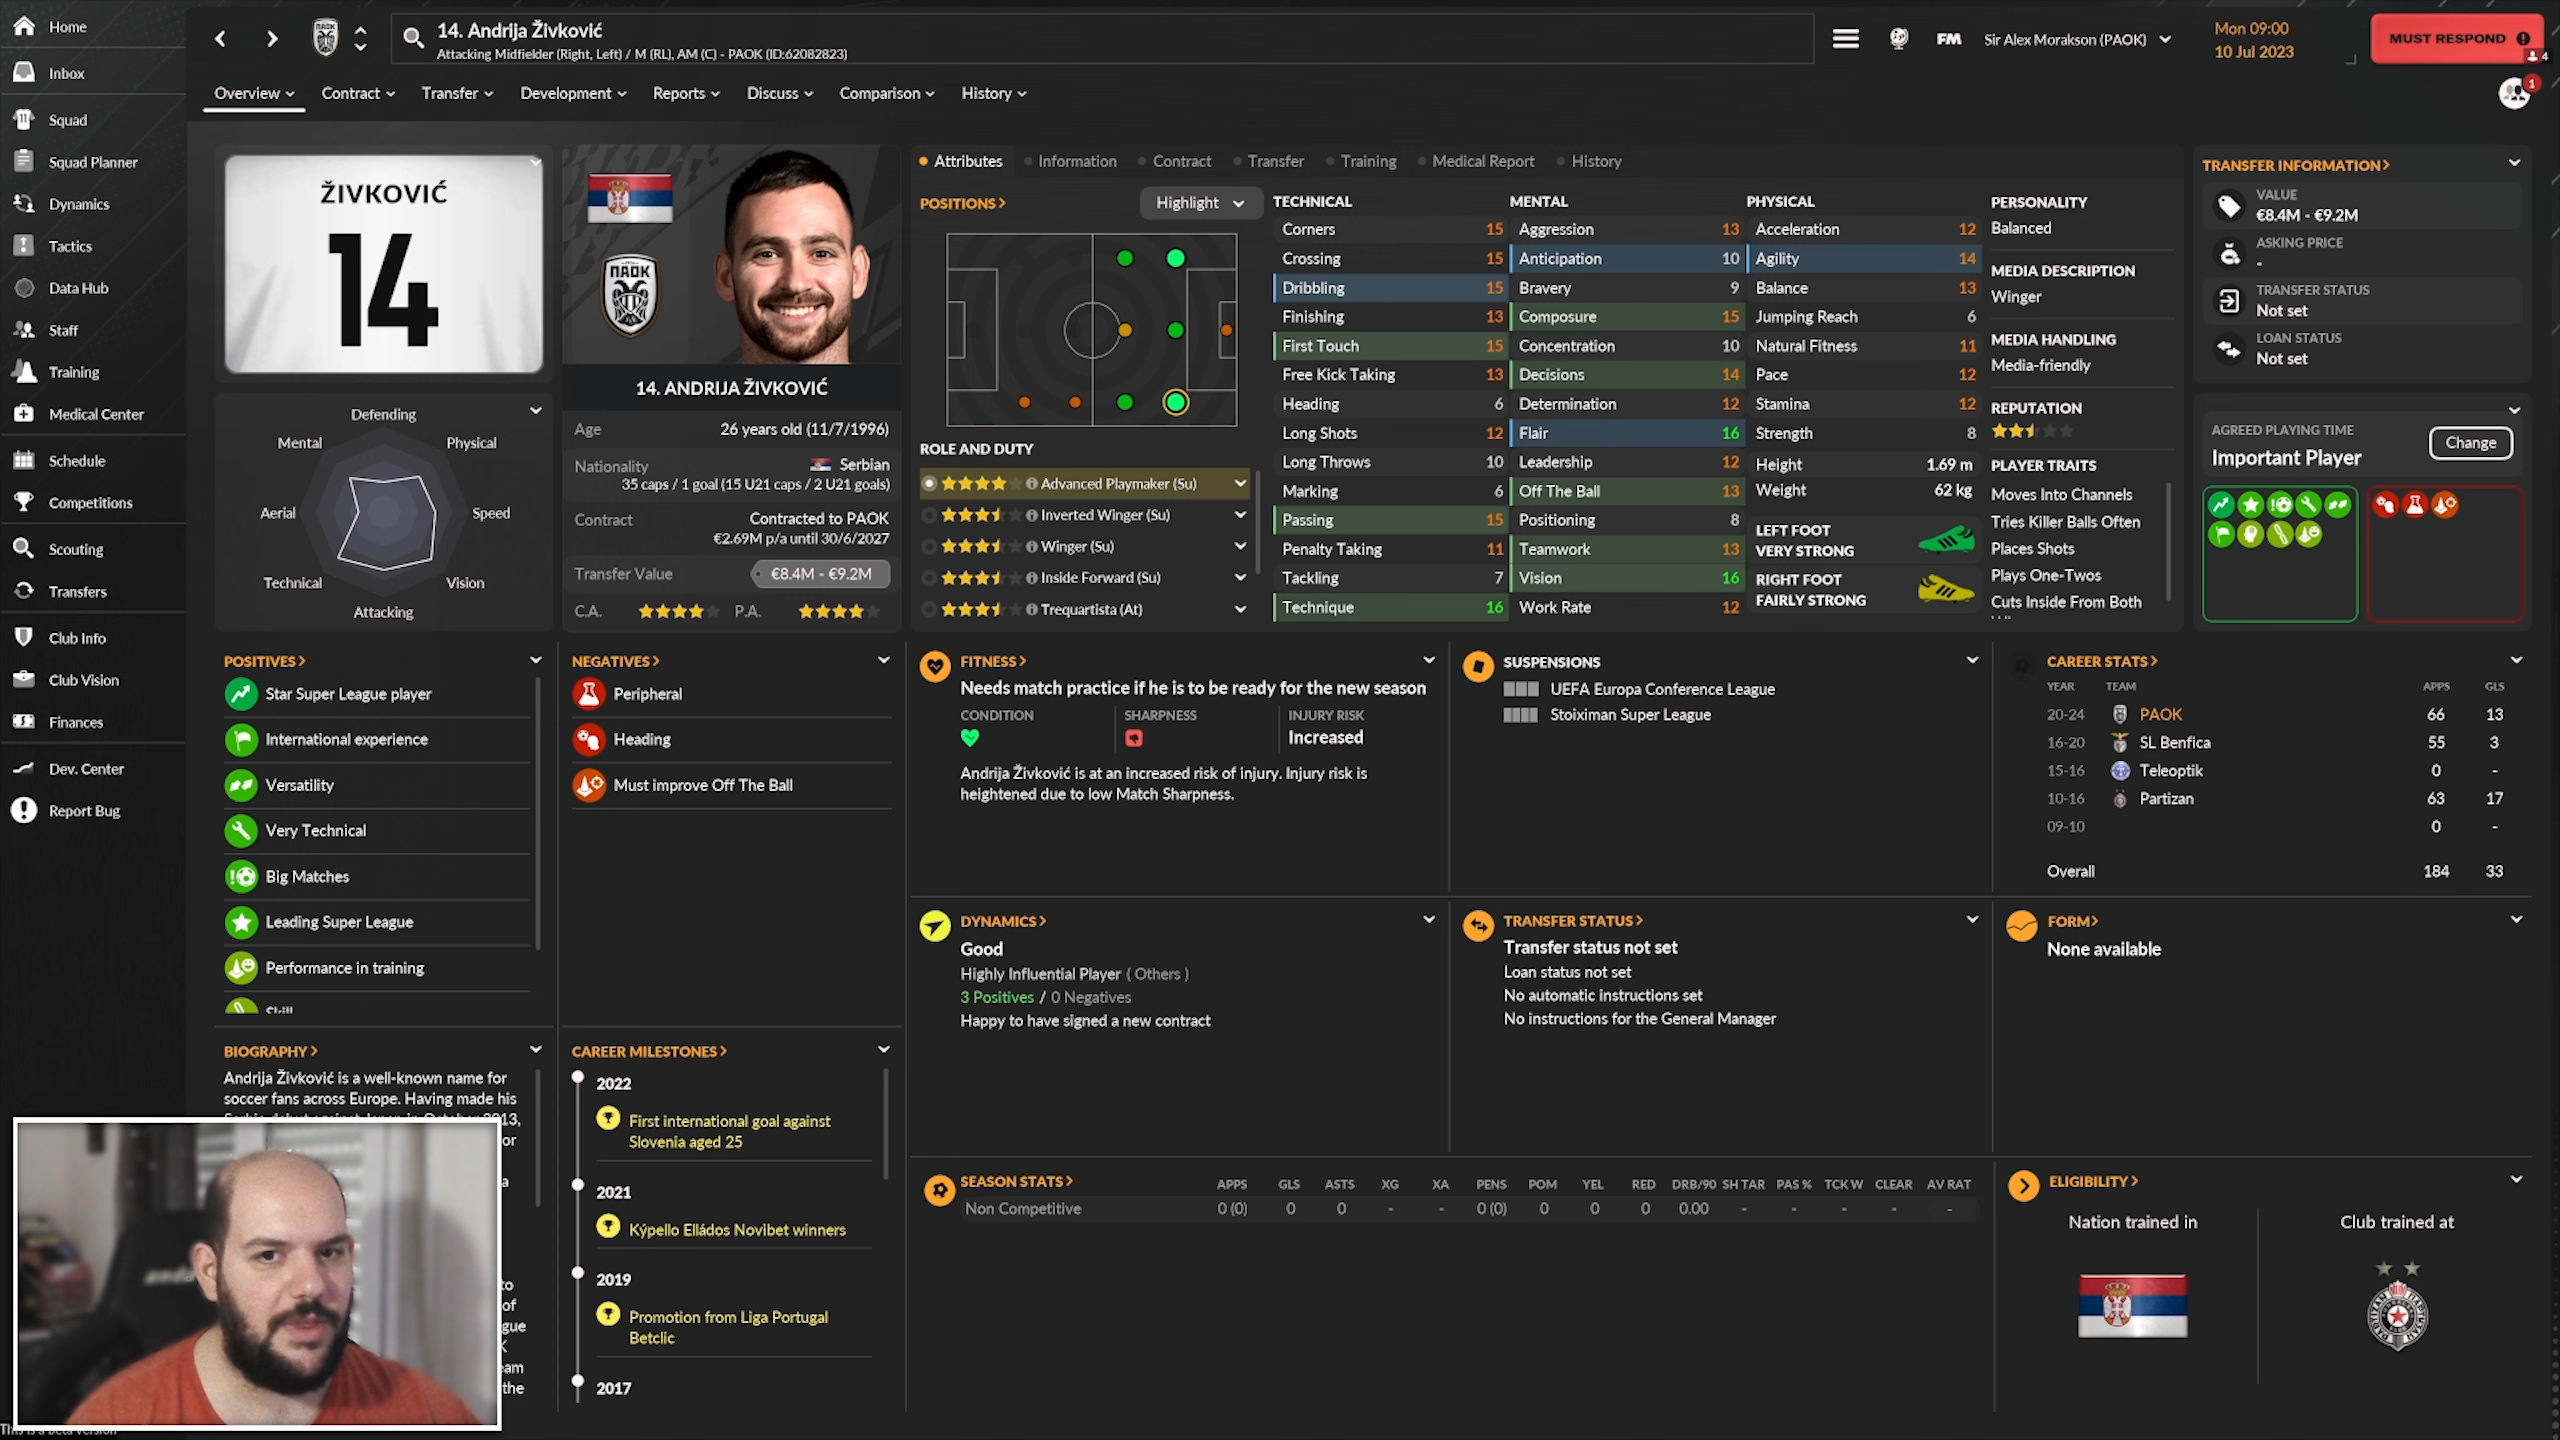 Home
Inbox
Squad
Squad Planner
Dynamics
Tactics
Data Hub
Staff
Training
Medical Center
Schedule
Competitions
Scouting
Transfers
Club Info
Club Vision
Finances
Dev. Center
Report Bug
14. Andrija Živković
Attacking Midfielder (Right, Left) / M (RL), AM (C) - PAOK (ID:62082823)
FM
Sir Alex Morakson (PAOK)
Mon 09:00
10 Jul 2023
MUST RESPOND
4
1
Overview
Contract
Transfer
Development
Reports
Discuss
Comparison
History
ŽIVKOVIĆ
14
Defending
Mental
Physical
Aerial
Speed
Technical
Vision
Attacking
ΠΑΟΚ
14. ANDRIJA ŽIVKOVIĆ
Age 26 years old (11/7/1996)
Nationality Serbian
35 caps / 1 goal (15 U21 caps / 2 U21 goals)
Contract Contracted to PAOK
€2.69M p/a until 30/6/2027
Transfer Value €8.4M - €9.2M
C.A. P.A.
Attributes
Information
Contract
Transfer
Training
Medical Report
History
POSITIONS>
Highlight
ROLE AND DUTY
Advanced Playmaker (Su)
Inverted Winger (Su)
Winger (Su)
Inside Forward (Su)
Trequartista (At)
TECHNICAL
Corners 15
Crossing 15
Dribbling 15
Finishing 13
First Touch 15
Free Kick Taking 13
Heading 6
Long Shots 12
Long Throws 10
Marking 6
Passing 15
Penalty Taking 11
Tackling 7
Technique 16
MENTAL
Aggression 13
Anticipation 10
Bravery 9
Composure 15
Concentration 10
Decisions 14
Determination 12
Flair 16
Leadership 12
Off The Ball 13
Positioning 8
Teamwork 13
Vision 16
Work Rate 12
PHYSICAL
Acceleration 12
Agility 14
Balance 13
Jumping Reach 6
Natural Fitness 11
Pace 12
Stamina 12
Strength 8
Height 1.69 m
Weight 62 kg
LEFT FOOT
VERY STRONG
RIGHT FOOT
FAIRLY STRONG
PERSONALITY
Balanced
MEDIA DESCRIPTION
Winger
MEDIA HANDLING
Media-friendly
REPUTATION
PLAYER TRAITS
Moves Into Channels
Tries Killer Balls Often
Places Shots
Plays One-Twos
Cuts Inside From Both
TRANSFER INFORMATION>
VALUE
€8.4M - €9.2M
ASKING PRICE
-
TRANSFER STATUS
Not set
LOAN STATUS
Not set
AGREED PLAYING TIME
Important Player
Change
POSITIVES>
Star Super League player
International experience
Versatility
Very Technical
Big Matches
Leading Super League
Performance in training
Skill
NEGATIVES>
Peripheral
Heading
Must improve Off The Ball
FITNESS>
Needs match practice if he is to be ready for the new season
CONDITION
SHARPNESS
INJURY RISK
Increased
Andrija Živković is at an increased risk of injury. Injury risk is
heightened due to low Match Sharpness.
SUSPENSIONS
UEFA Europa Conference League
Stoiximan Super League
CAREER STATS>
YEAR TEAM APPS GLS
20-24 PAOK 66 13
16-20 SL Benfica 55 3
15-16 Teleoptik 0 -
10-16 Partizan 63 17
09-10 0 -
Overall 184 33
DYNAMICS>
Good
Highly Influential Player ( Others )
3 Positives / 0 Negatives
Happy to have signed a new contract
TRANSFER STATUS>
Transfer status not set
Loan status not set
No automatic instructions set
No instructions for the General Manager
FORM>
None available
BIOGRAPHY>
Andrija Živković is a well-known name for
soccer fans across Europe. Having made his
or
a
to
of
gue
K
eam
the
CAREER MILESTONES>
2022
First international goal against
Slovenia aged 25
2021
Kýpello Elládos Novibet winners
2019
Promotion from Liga Portugal
Betclic
2017
SEASON STATS>
APPS GLS ASTS XG XA PENS POM YEL RED DRB/90 SH TAR PAS % TCK W CLEAR AV RAT
Non Competitive 0 (0) 0 0 - - 0 (0) 0 0 0 0.00 - - - - -
ELIGIBILITY>
Nation trained in
Club trained at
This is a beta version